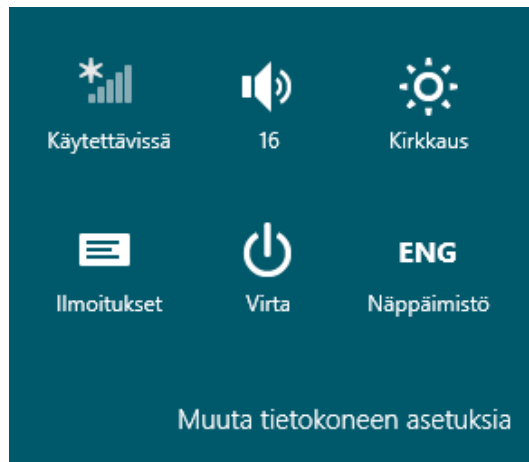 Käytettävissä
16
Kirkkaus
ENG
Ilmoitukset
Virta
Näppäimistö
Muuta tietokoneen asetuksia